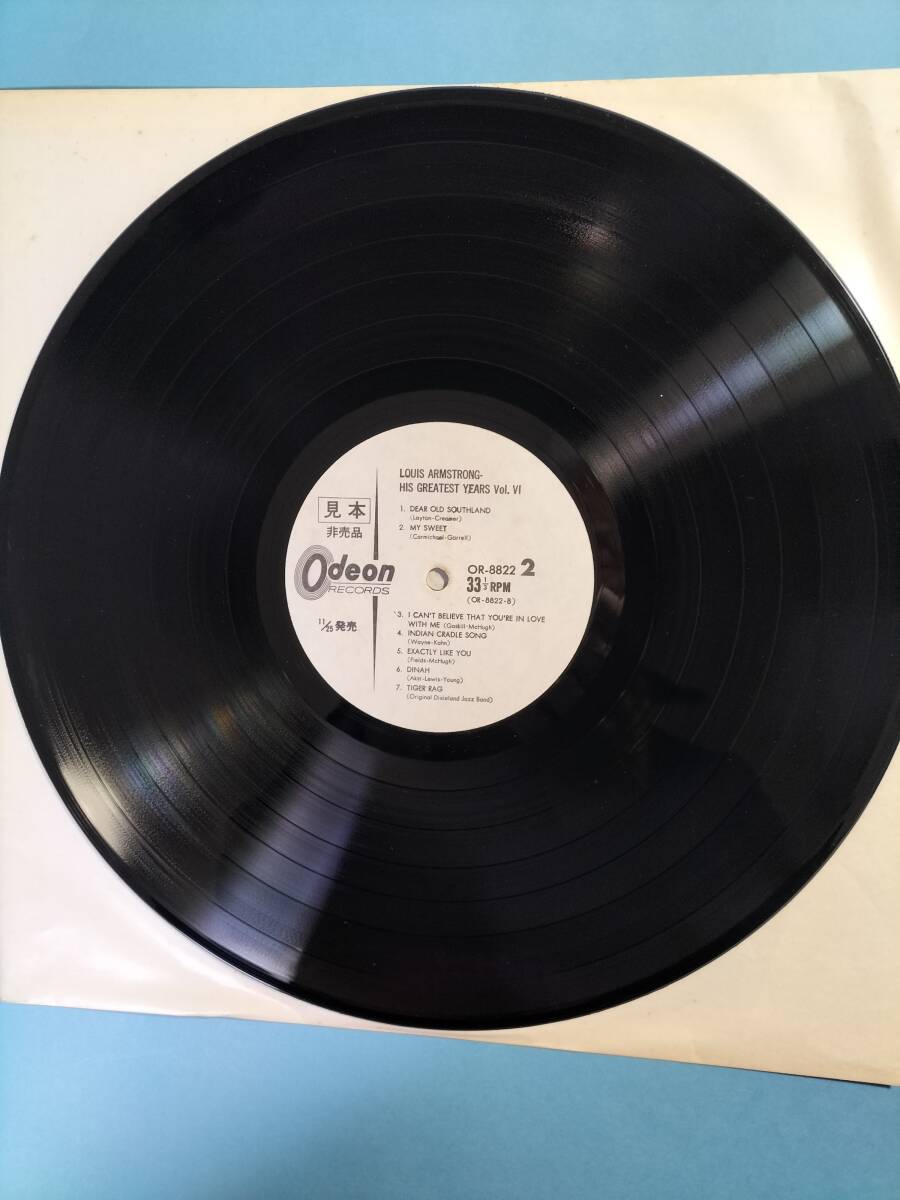 LOUIS ARMSTRONG-
HIS GREATEST YEARS Vol. VI
1. DEAR OLD SOUTHLAND
(Layton-Creamer)
2. MY SWEET
(Carmichael-Gorrell)
見本
非売品
Odeon
RECORDS
11/25 発売
OR-8822 2
33 1/3 RPM
(OR-8822-B)
3. I CAN'T BELIEVE THAT YOU'RE IN LOVE
WITH ME (Gaskill-McHugh)
4. INDIAN CRADLE SONG
(Wayne-Kahn)
5. EXACTLY LIKE YOU
(Fields-McHugh)
6. DINAH
(Akst-Lewis-Young)
7. TIGER RAG
(Original Dixieland Jazz Band)